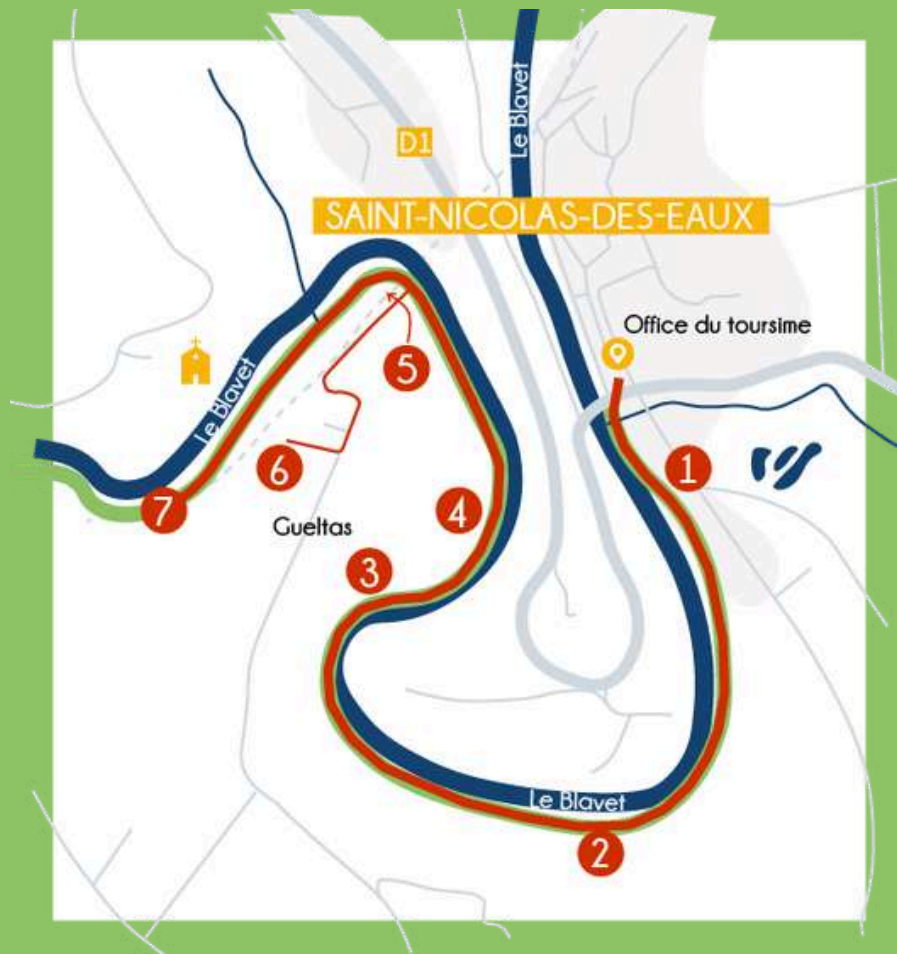 Le Blavet
D1
SAINT-NICOLAS-DES-EAUX
Office du toursime
5
Le Blavet
6
1
7
4
Gueltas
3
Le Blavet
2